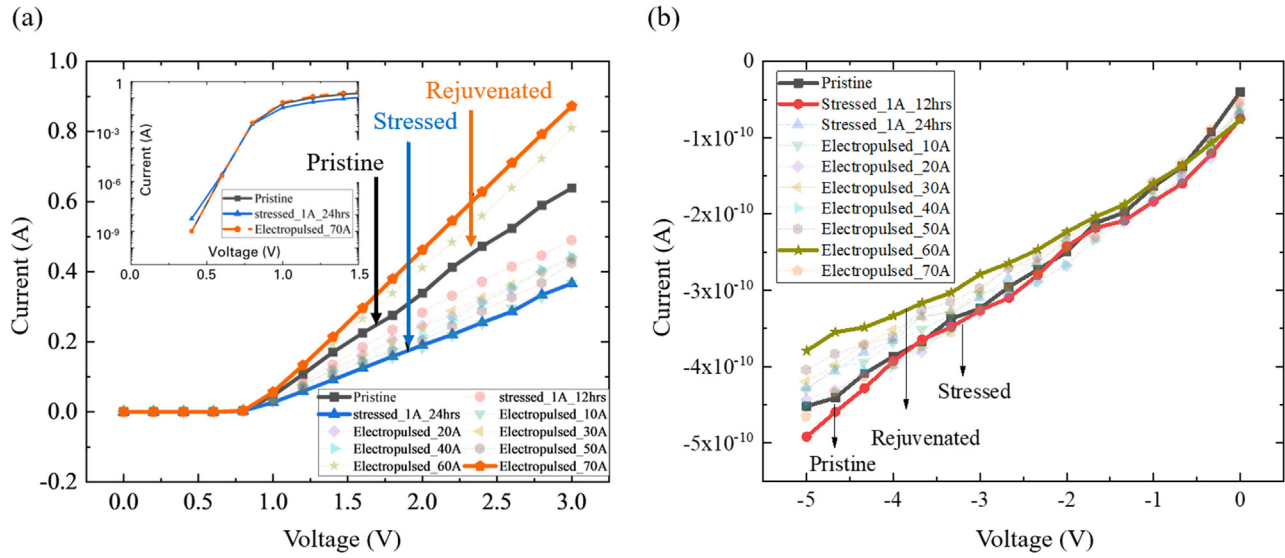 (a)
1.0
0.8
0.6
0.4
0.2
0.0
-0.2
Current (A)
0.0 0.5 1.0 1.5 2.0 2.5 3.0
Voltage (V)
1
10-3
10-6
10-9
Current (A)
0.0 0.5 1.0 1.5
Voltage (V)
Pristine
stressed_1A_24hrs
Electropulsed_70A
Rejuvenated
Stressed
Pristine
Pristine stressed_1A_12hrs
stressed_1A_24hrs Electropulsed_10A
Electropulsed_20A Electropulsed_30A
Electropulsed_40A Electropulsed_50A
Electropulsed_60A Electropulsed_70A
(b)
0
-1x10-10
-2x10-10
-3x10-10
-4x10-10
-5x10-10
Current (A)
-5 -4 -3 -2 -1 0
Voltage (V)
Pristine
Stressed_1A_12hrs
Stressed_1A_24hrs
Electropulsed_10A
Electropulsed_20A
Electropulsed_30A
Electropulsed_40A
Electropulsed_50A
Electropulsed_60A
Electropulsed_70A
Stressed
Rejuvenated
Pristine